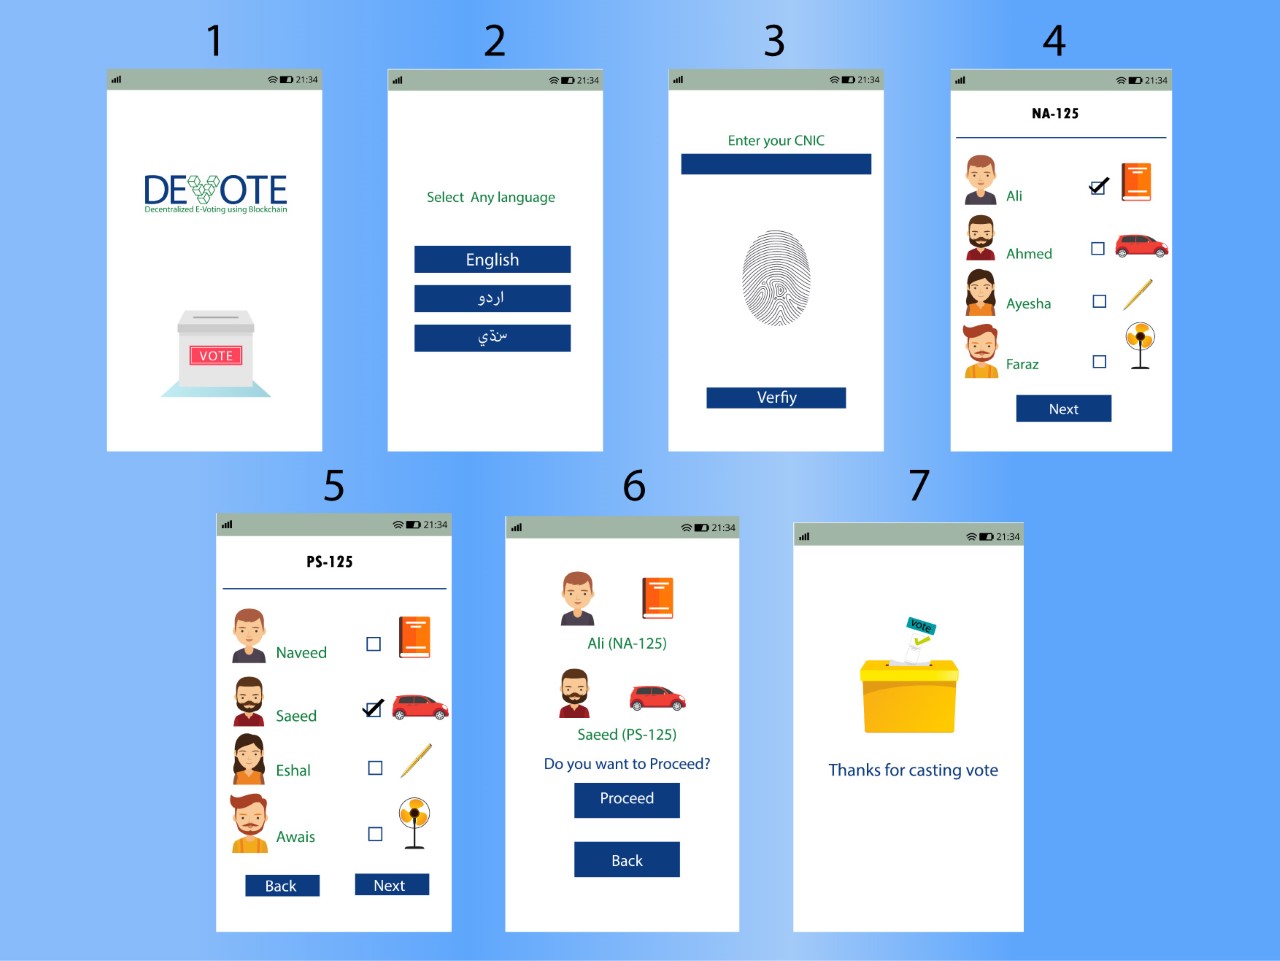 1
2
3
4
21:34
21:34
21:34
21:34
DEVOTE
Decentralized E-Voting using Blockchain
VOTE
Select Any language
English
اردو
سنڌي
Enter your CNIC
Verfiy
NA-125
Ali
Ahmed
Ayesha
Faraz
Next
5
6
7
21:34
21:34
21:34
PS-125
Naveed
Saeed
Eshal
Awais
Back
Next
Ali (NA-125)
Saeed (PS-125)
Do you want to Proceed?
Proceed
Back
vote
Thanks for casting vote